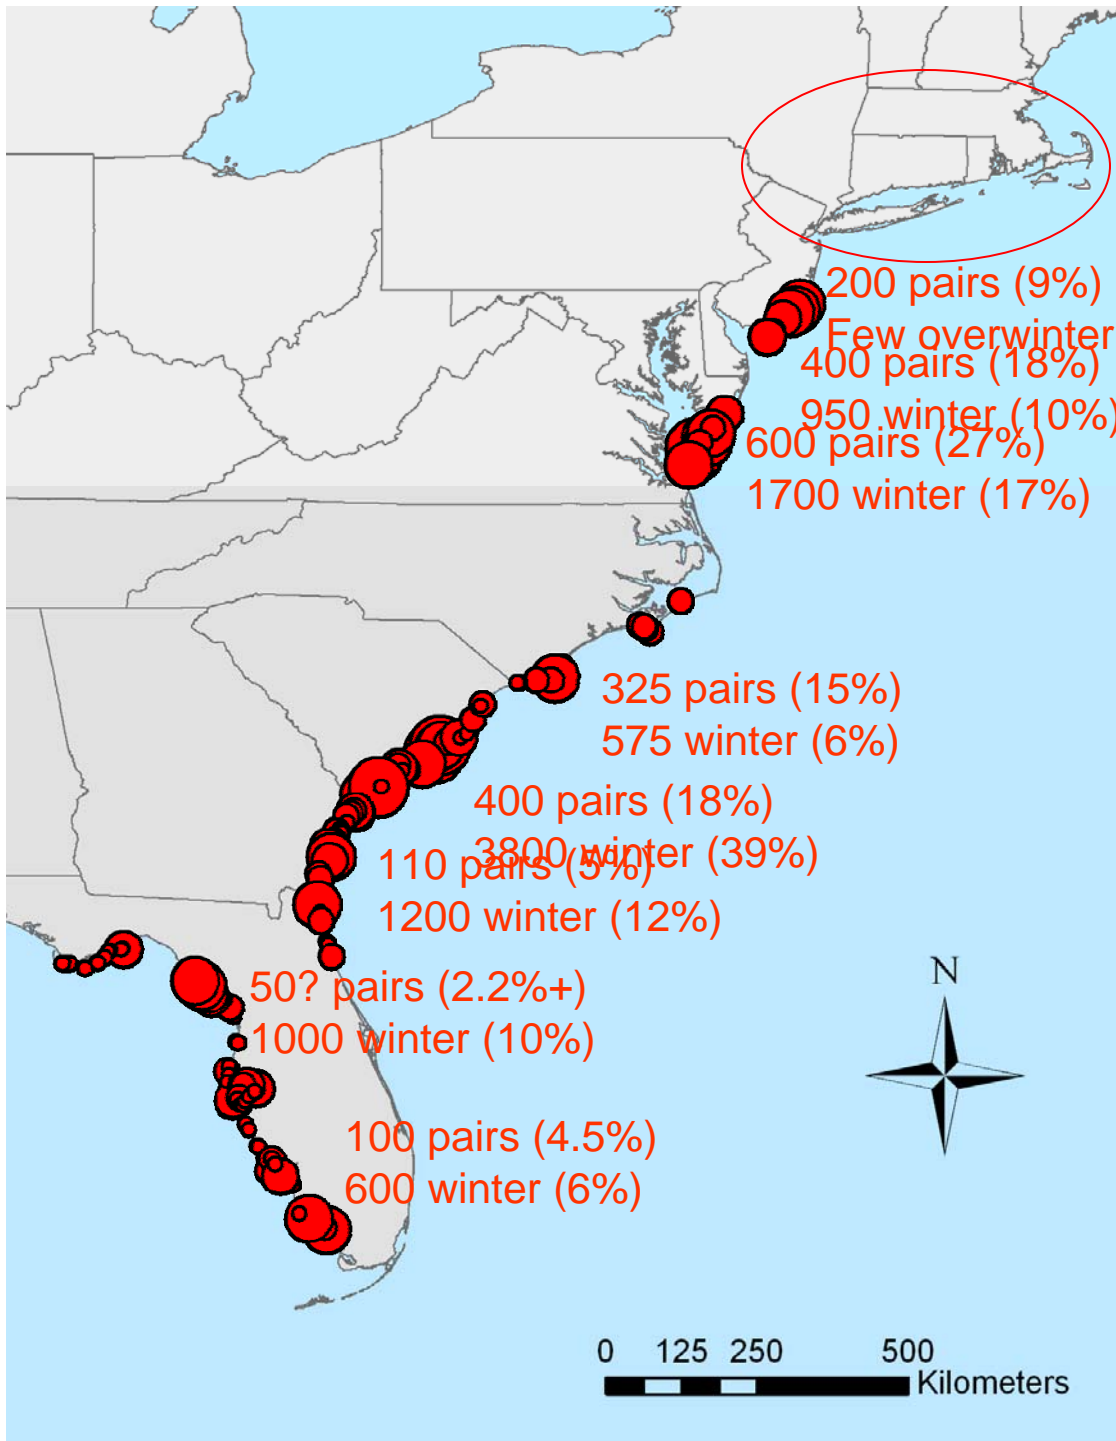 200 pairs (9%)
Few overwinter
400 pairs (18%)
950 winter (10%)
600 pairs (27%)
1700 winter (17%)
325 pairs (15%)
575 winter (6%)
400 pairs (18%)
3800 winter (39%)
110 pairs (5%)
1200 winter (12%)
50? pairs (2.2%+)
1000 winter (10%)
100 pairs (4.5%)
600 winter (6%)
N
0 125 250 500
Kilometers